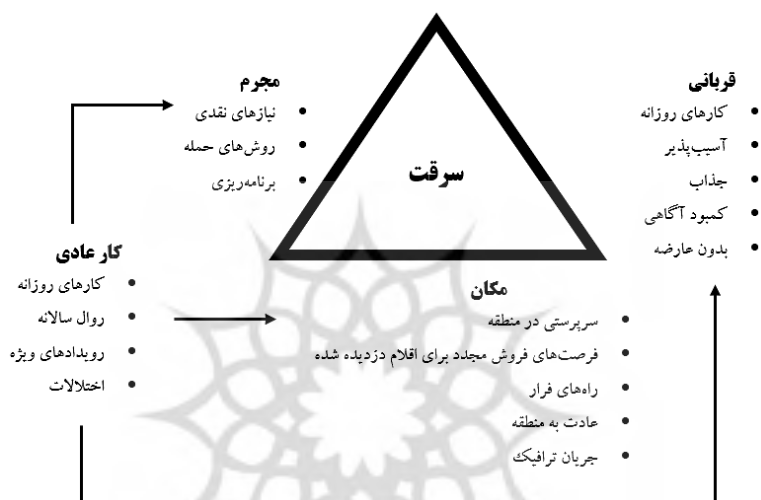 سرقت
قربانی
کارهای روزانه
آسیب‌پذیر
جذاب
کمبود آگاهی
بدون عارضه
مجرم
نیازهای نقدی
روش‌های حمله
برنامه‌ریزی
مکان
سرپرستی در منطقه
فرصت‌های فروش مجدد برای اقلام دزدیده شده
راه‌های فرار
عادت به منطقه
جریان ترافیک
کار عادی
کارهای روزانه
روال سالانه
رویدادهای ویژه
اختلالات